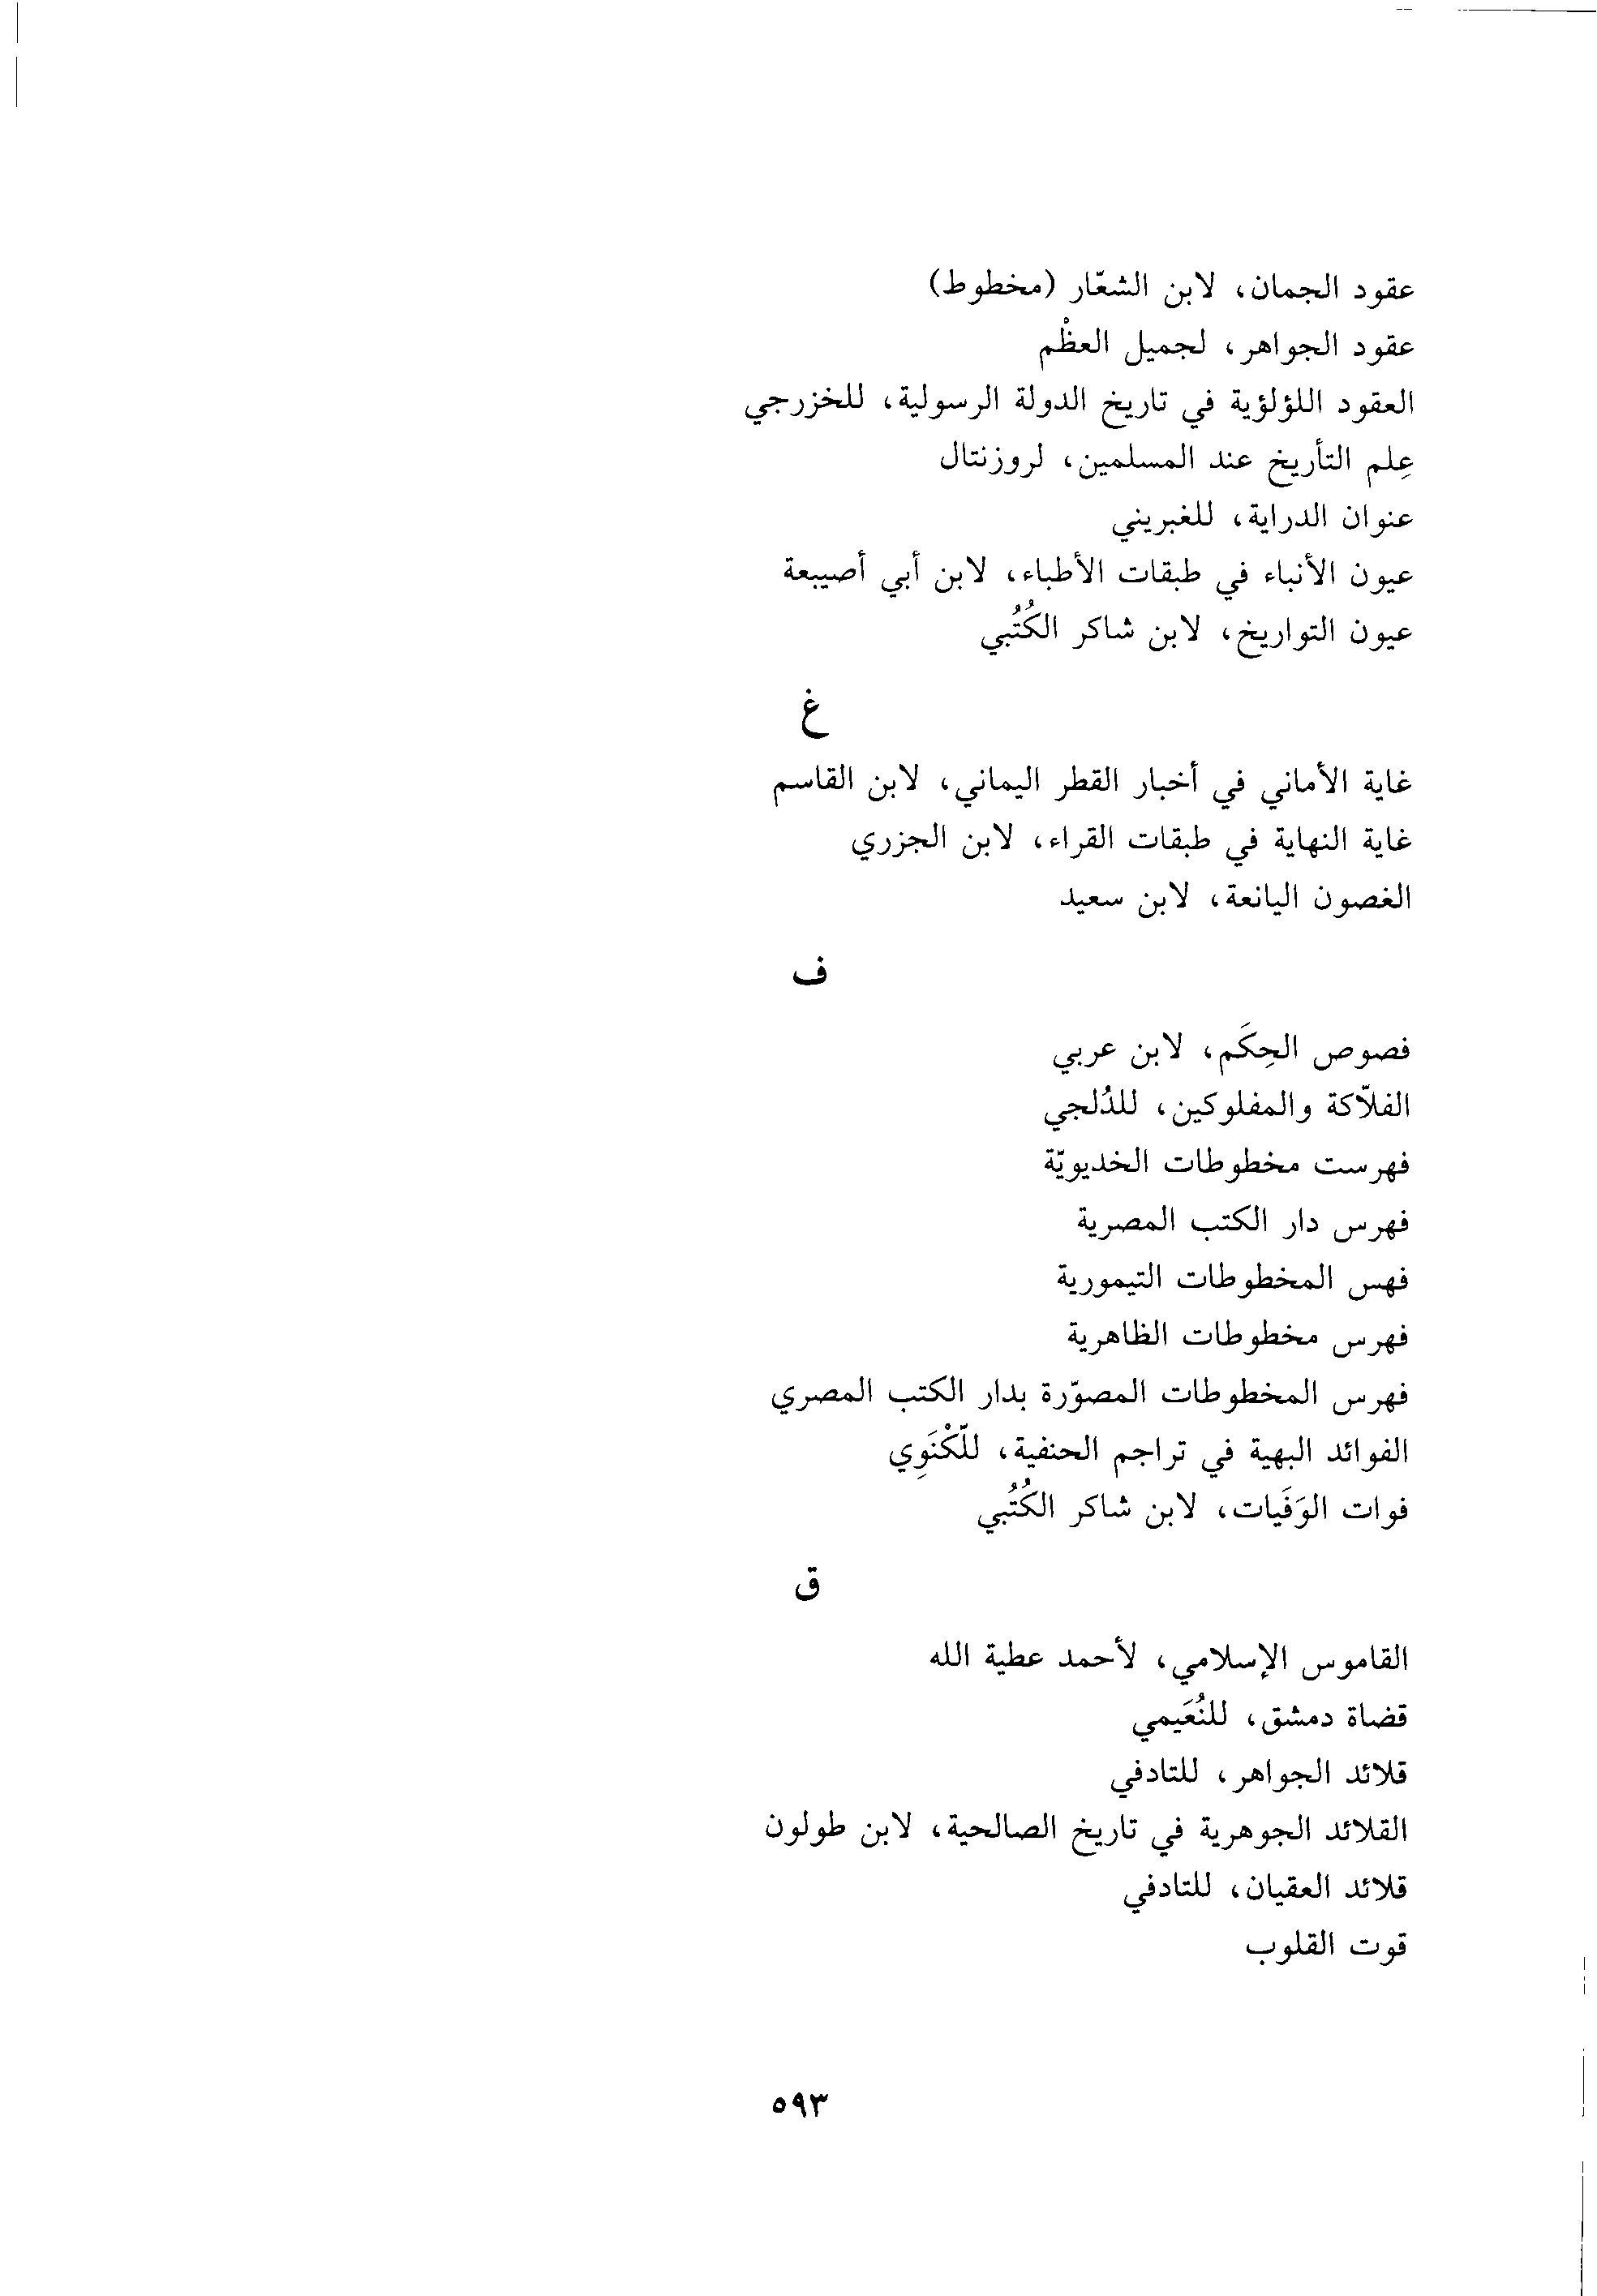 عقود الجمان، لابن الشعّار (مخطوط)
عقود الجواهر، لجميل العظْم
العقود اللؤلؤية في تاريخ الدولة الرسولية، للخزرجي
عِلم التأريخ عند المسلمين، لروزنتال
عنوان الدراية، للغبريني
عيون الأنباء في طبقات الأطباء، لابن أبي أصيبعة
عيون التواريخ، لابن شاكر الكُتُبي
غ
غاية الأماني في أخبار القطر اليماني، لابن القاسم
غاية النهاية في طبقات القراء، لابن الجزري
الغصون اليانعة، لابن سعيد
ف
فصوص الحِكَم، لابن عربي
الفلاّكة والمفلوكين، للدُلجي
فهرست مخطوطات الخديويّة
فهرس دار الكتب المصرية
فهس المخطوطات التيمورية
فهرس مخطوطات الظاهرية
فهرس المخطوطات المصوّرة بدار الكتب المصري
الفوائد البهية في تراجم الحنفية، للّكْنَوِي
فوات الوَفَيات، لابن شاكر الكُتُبي
ق
القاموس الإسلامي، لأحمد عطية الله
قضاة دمشق، للنُعَيمي
قلائد الجواهر، للتادفي
القلائد الجوهرية في تاريخ الصالحية، لابن طولون
قلائد العقيان، للتادفي
قوت القلوب
٥٩٣